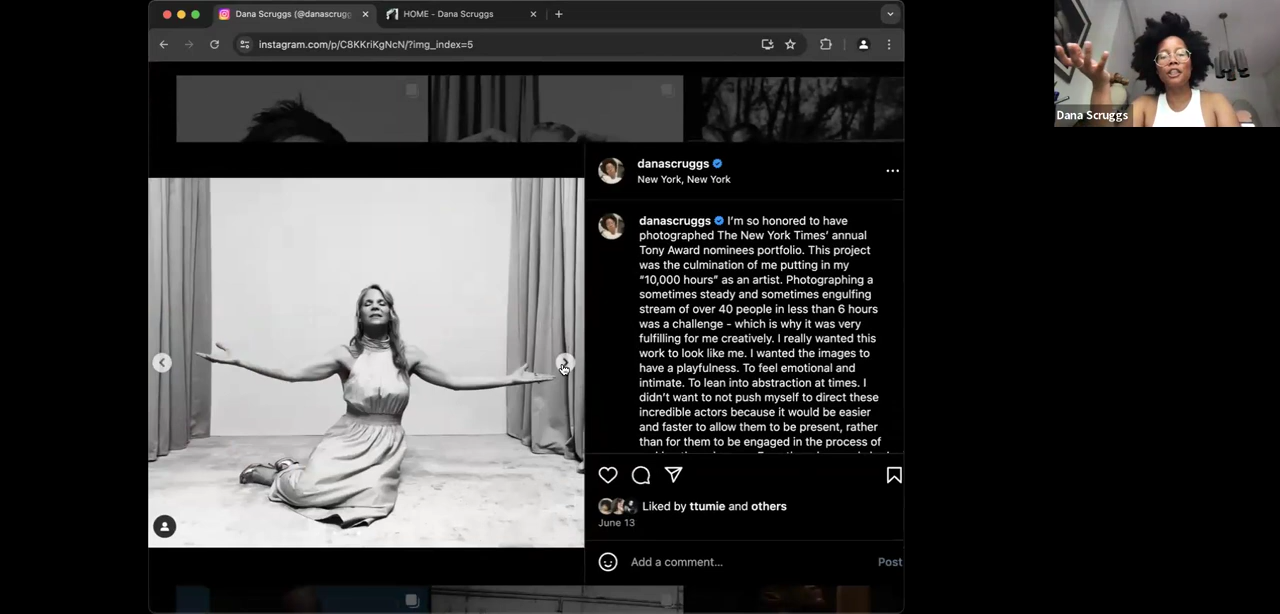 Dana Scruggs (@danascrugg
HOME - Dana Scruggs
instagram.com/p/C8KKriKgNcN/?img_index=5
Dana Scruggs
danascruggs
New York, New York
danascruggs I'm so honored to have
photographed The New York Times' annual
Tony Award nominees portfolio. This project
was the culmination of me putting in my
"10,000 hours" as an artist. Photographing a
sometimes steady and sometimes engulfing
stream of over 40 people in less than 6 hours
was a challenge - which is why it was very
fulfilling for me creatively. I really wanted this
work to look like me. I wanted the images to
have a playfulness. To feel emotional and
intimate. To lean into abstraction at times. I
didn't want to not push myself to direct these
incredible actors because it would be easier
and faster to allow them to be present, rather
than for them to be engaged in the process of
Liked by ttumie and others
June 13
Add a comment...
Post